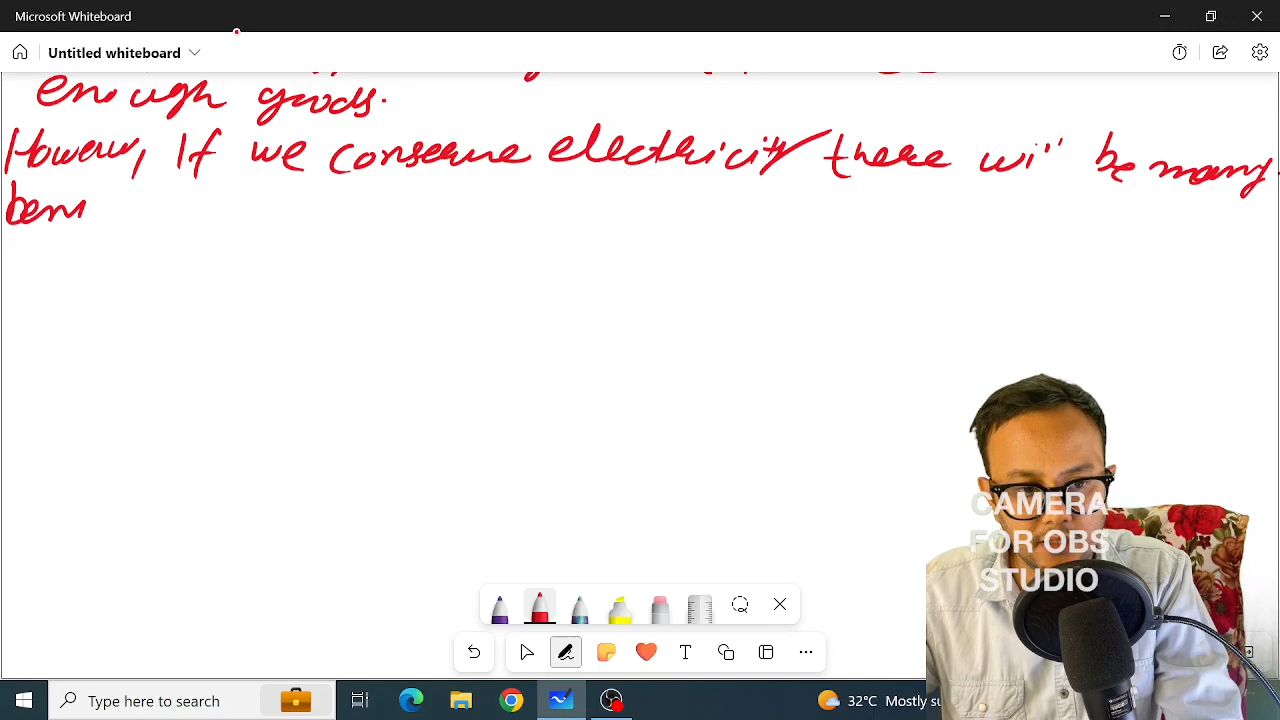 Microsoft Whiteboard
Untitled whiteboard
enough goods.
However, If we conserve electricity there will be many
ben
CAMERA
FOR OBS
STUDIO
Type here to search
32°C Mostly su